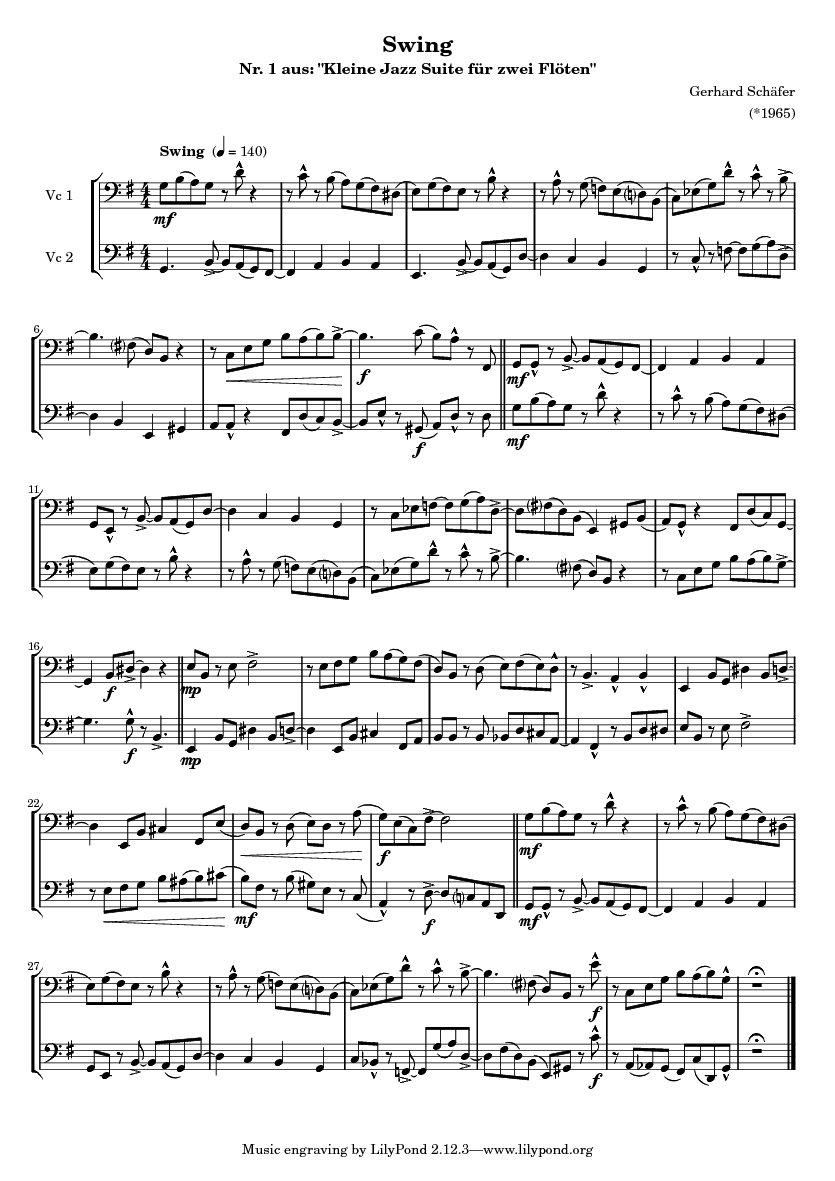 Swing
Nr. 1 aus: "Kleine Jazz Suite für zwei Flöten"
Gerhard Schäfer
(*1965)
Swing (♩ = 140)
Vc 1
mf
Vc 2
6
f
mf
f
mf
11
16
f
mp
f
mp
22
f
mf
mf
f
mf
27
f
f
Music engraving by LilyPond 2.12.3—www.lilypond.org